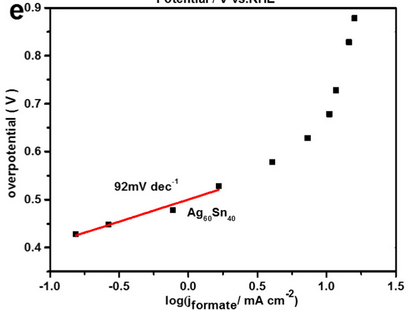 Potential / V vs.RHE
e
0.9
0.8
0.7
0.6
0.5
0.4
overpotential ( V )
92mV dec⁻¹
Ag₆₀Sn₄₀
-1.0 -0.5 0.0 0.5 1.0 1.5
log(j_formate/ mA cm⁻²)